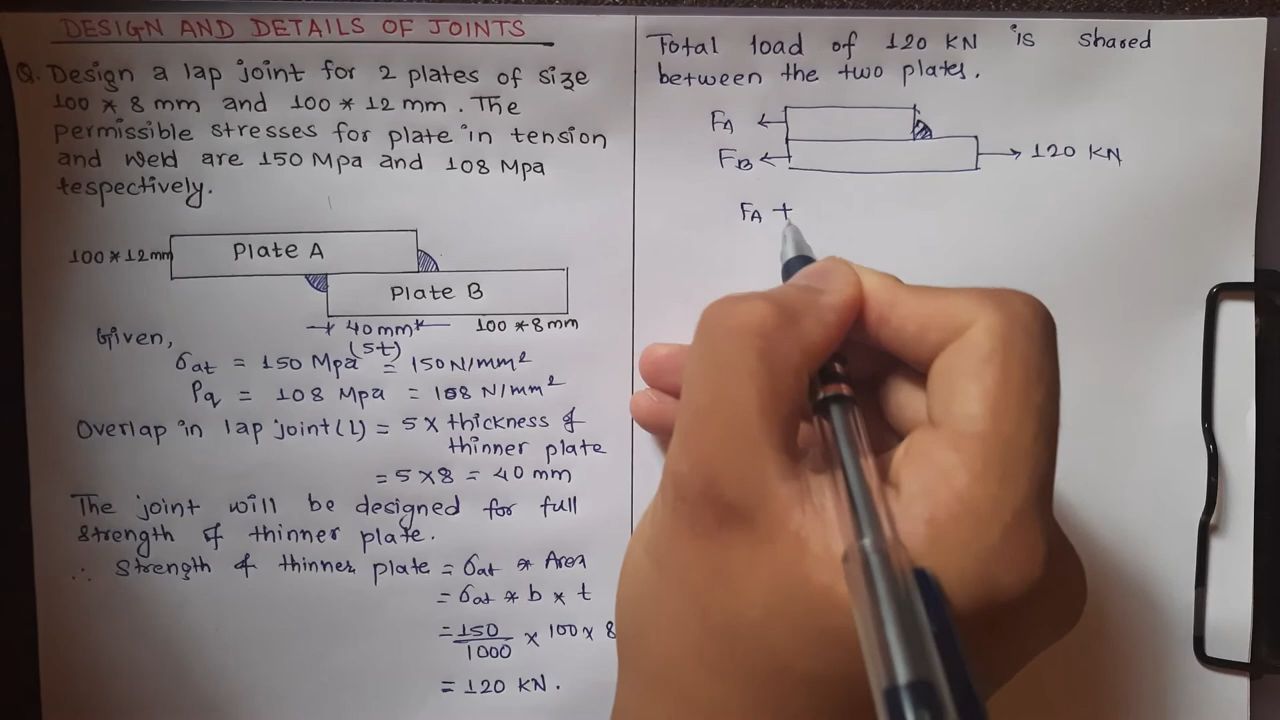 DESIGN AND DETAILS OF JOINTS
Q. Design a lap joint for 2 plates of size
100 * 8 mm and 100 * 12 mm. The
permissible stresses for plate in tension
and weld are 150 Mpa and 108 Mpa
tespectively.
100 * 12 mm
Plate A
Plate B
40mm
100 * 8 mm
(5t)
Given,
σat = 150 Mpa = 150 N/mm²
Pq = 108 Mpa = 108 N/mm²
Overlap in lap joint (l) = 5 X thickness of
thinner plate
= 5 X 8 = 40 mm
The joint will be designed for full
strength of thinner plate.
∴ Strength of thinner plate = σat * Area
= σat * b * t
= 150/1000 × 100 × 8
= 120 KN.
Total load of 120 KN is shared
between the two plates.
FA
FB
120 KN
FA +